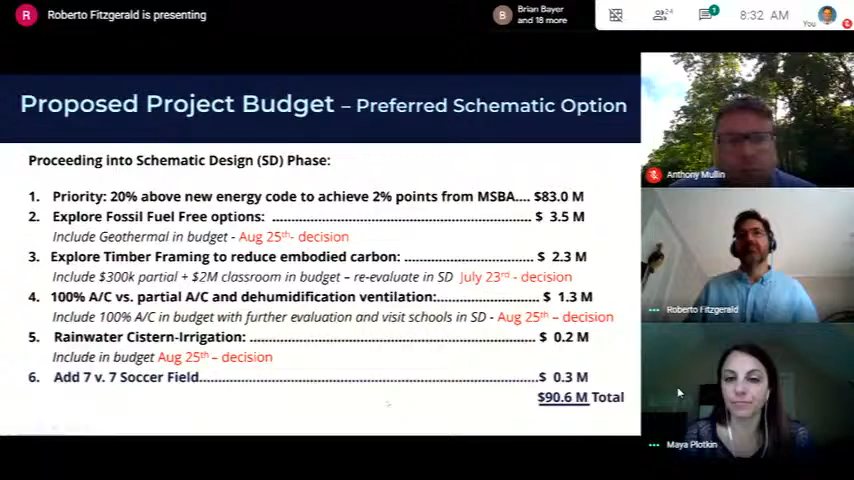 R Roberto Fitzgerald is presenting
B Brian Bayer
and 18 more
24
1
8:32 AM
You
Proposed Project Budget – Preferred Schematic Option
Proceeding into Schematic Design (SD) Phase:
1. Priority: 20% above new energy code to achieve 2% points from MSBA.... $83.0 M
2. Explore Fossil Fuel Free options: ........................................................ $ 3.5 M
Include Geothermal in budget - Aug 25th- decision
3. Explore Timber Framing to reduce embodied carbon: ............................ $ 2.3 M
Include $300k partial + $2M classroom in budget – re-evaluate in SD July 23rd - decision
4. 100% A/C vs. partial A/C and dehumidification ventilation:..................... $ 1.3 M
Include 100% A/C in budget with further evaluation and visit schools in SD - Aug 25th – decision
5. Rainwater Cistern-Irrigation: ............................................................ $ 0.2 M
Include in budget Aug 25th – decision
6. Add 7 v. 7 Soccer Field..................................................................... $ 0.3 M
$90.6 M Total
Anthony Mullin
Roberto Fitzgerald
Maya Plotkin